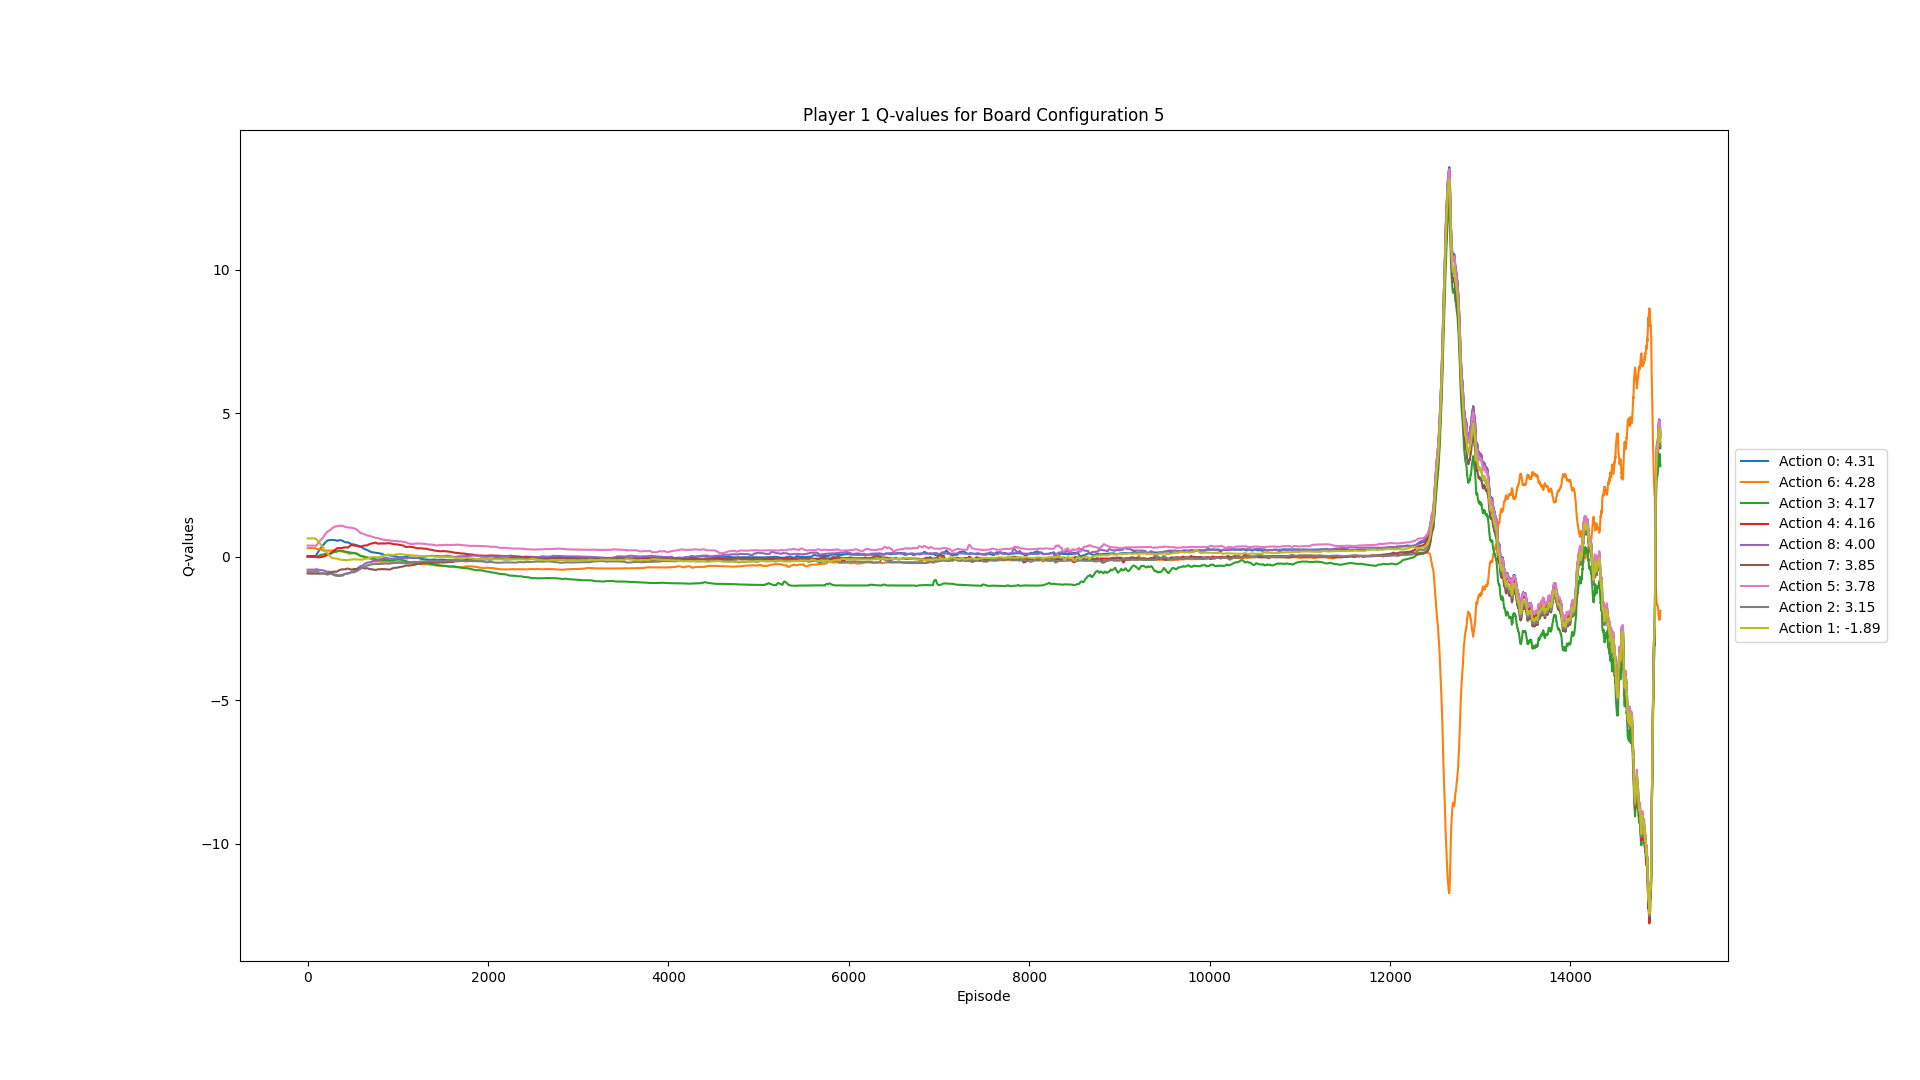 Player 1 Q-values for Board Configuration 5
10
5
0
−5
−10
Q-values
0 2000 4000 6000 8000 10000 12000 14000
Episode
Action 0: 4.31
Action 6: 4.28
Action 3: 4.17
Action 4: 4.16
Action 8: 4.00
Action 7: 3.85
Action 5: 3.78
Action 2: 3.15
Action 1: -1.89